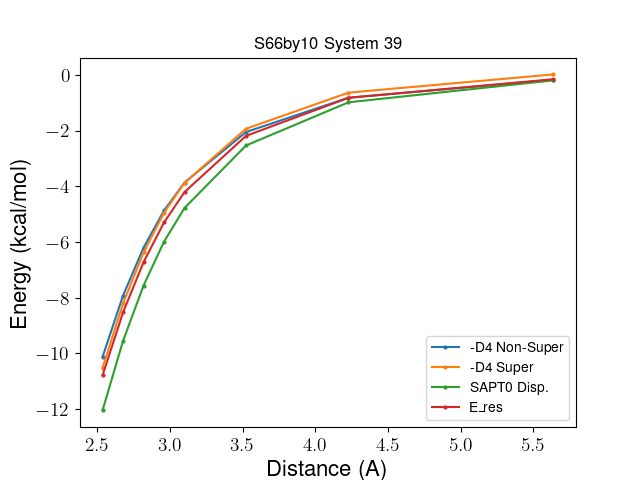 S66by10 System 39
Energy (kcal/mol)
0
−2
−4
−6
−8
−10
−12
2.5 3.0 3.5 4.0 4.5 5.0 5.5
Distance (A)
-D4 Non-Super
-D4 Super
SAPT0 Disp.
E_res